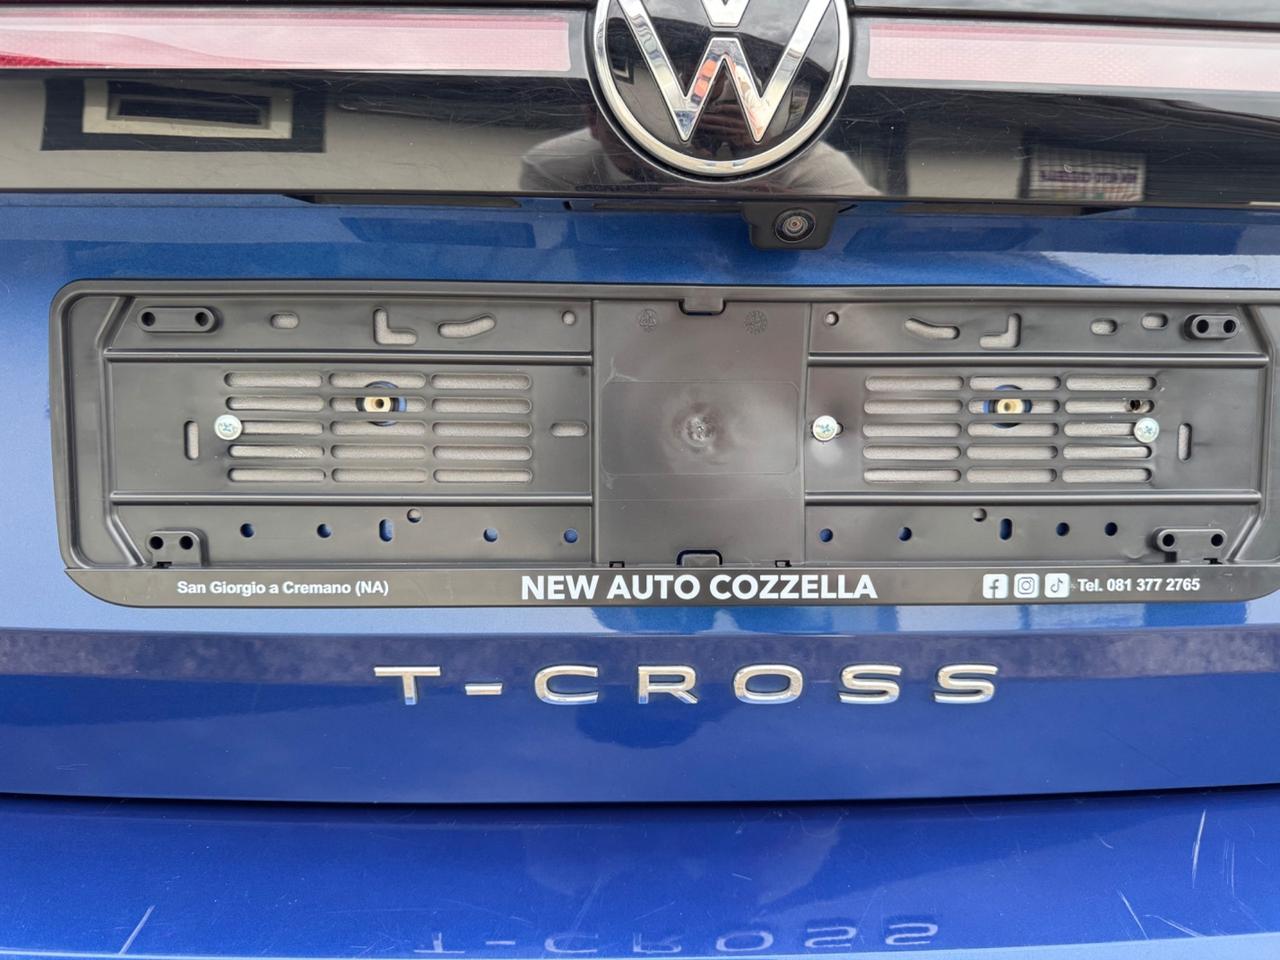 San Giorgio a Cremano (NA) NEW AUTO COZZELLA Tel. 081 377 2765
T-CROSS